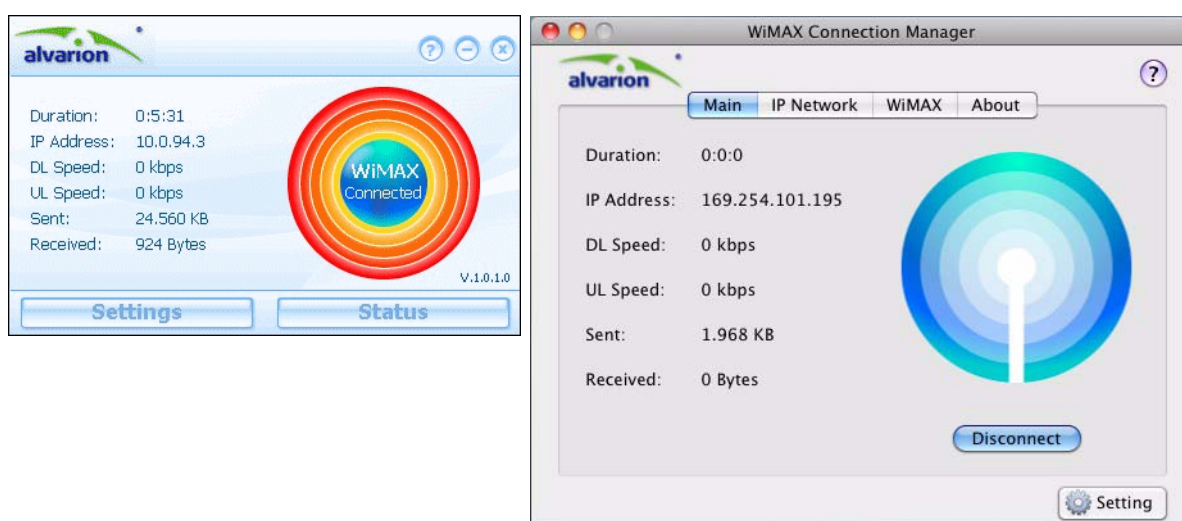 alvarion
?
Duration: 0:5:31
IP Address: 10.0.94.3
DL Speed: 0 kbps
UL Speed: 0 kbps
Sent: 24.560 KB
Received: 924 Bytes
WiMAX
Connected
V.1.0.1.0
Settings Status
WiMAX Connection Manager
alvarion
?
Main IP Network WiMAX About
Duration: 0:0:0
IP Address: 169.254.101.195
DL Speed: 0 kbps
UL Speed: 0 kbps
Sent: 1.968 KB
Received: 0 Bytes
Disconnect
Setting